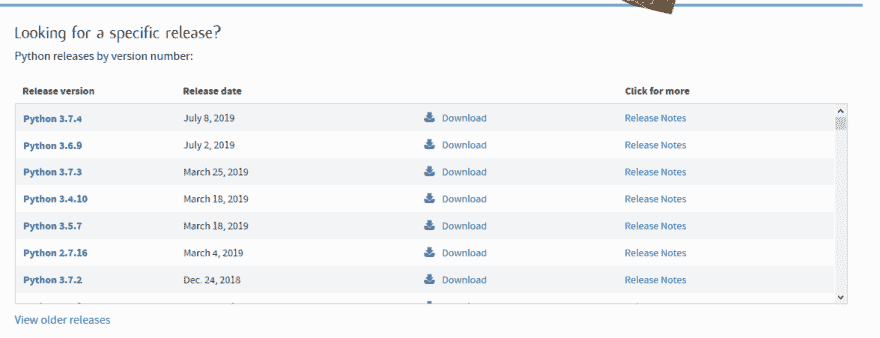 Looking for a specific release?
Python releases by version number:
Release version Release date Click for more
Python 3.7.4 July 8, 2019 Download Release Notes
Python 3.6.9 July 2, 2019 Download Release Notes
Python 3.7.3 March 25, 2019 Download Release Notes
Python 3.4.10 March 18, 2019 Download Release Notes
Python 3.5.7 March 18, 2019 Download Release Notes
Python 2.7.16 March 4, 2019 Download Release Notes
Python 3.7.2 Dec. 24, 2018 Download Release Notes
View older releases